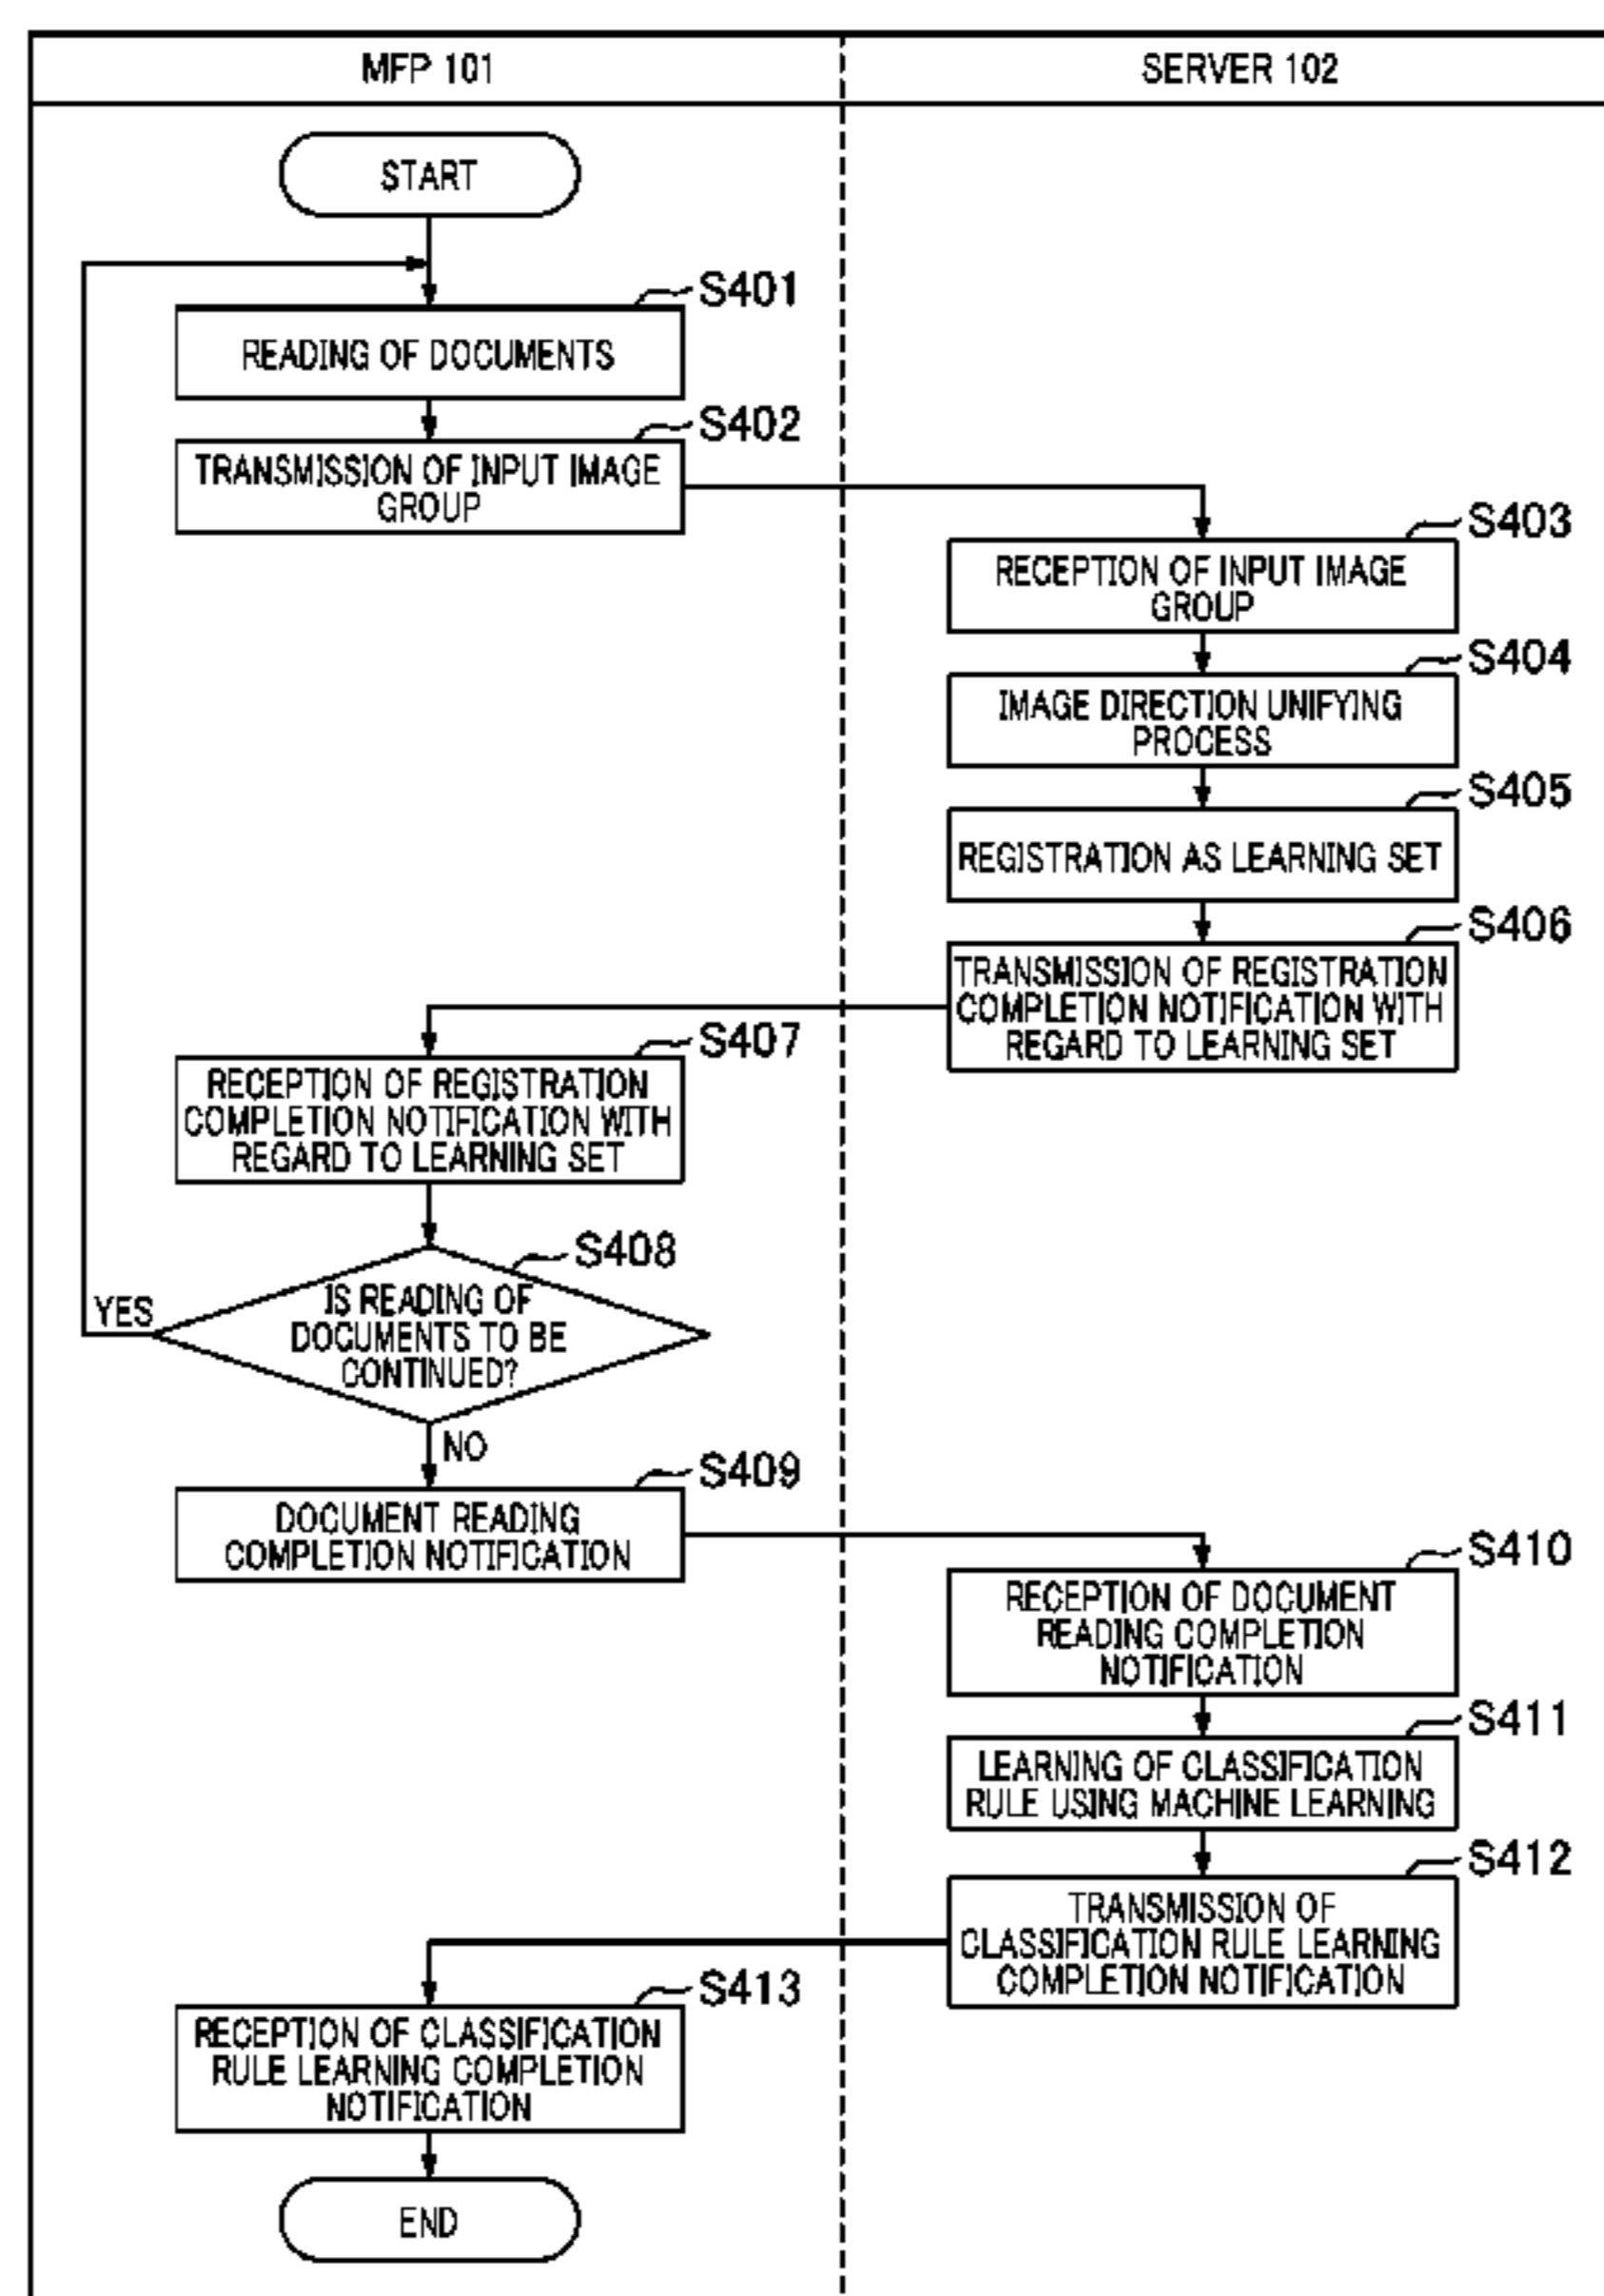 MFP 101
SERVER 102
START
S401
READING OF DOCUMENTS
S402
TRANSMISSION OF INPUT IMAGE
GROUP
S403
RECEPTION OF INPUT IMAGE
GROUP
S404
IMAGE DIRECTION UNIFYING
PROCESS
S405
REGISTRATION AS LEARNING SET
S406
TRANSMISSION OF REGISTRATION
COMPLETION NOTIFICATION WITH
REGARD TO LEARNING SET
S407
RECEPTION OF REGISTRATION
COMPLETION NOTIFICATION WITH
REGARD TO LEARNING SET
S408
IS READING OF
DOCUMENTS TO BE
CONTINUED?
YES
NO
S409
DOCUMENT READING
COMPLETION NOTIFICATION
S410
RECEPTION OF DOCUMENT
READING COMPLETION
NOTIFICATION
S411
LEARNING OF CLASSIFICATION
RULE USING MACHINE LEARNING
S412
TRANSMISSION OF
CLASSIFICATION RULE LEARNING
COMPLETION NOTIFICATION
S413
RECEPTION OF CLASSIFICATION
RULE LEARNING COMPLETION
NOTIFICATION
END